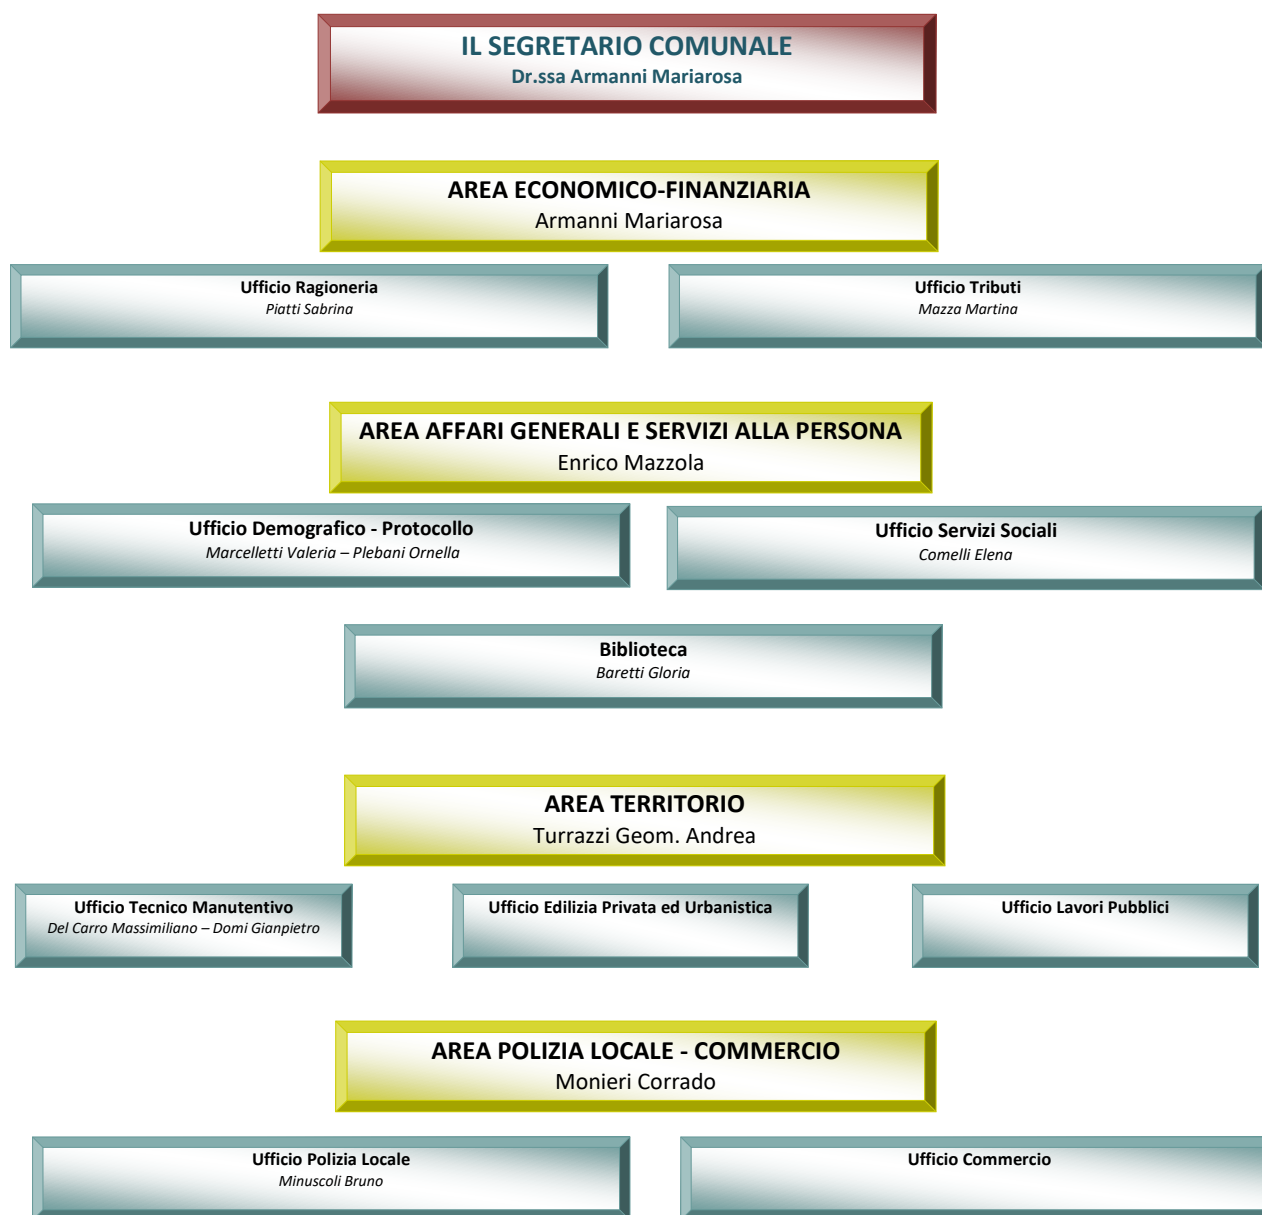 IL SEGRETARIO COMUNALE
Dr.ssa Armanni Mariarosa
AREA ECONOMICO-FINANZIARIA
Armanni Mariarosa
Ufficio Ragioneria
Piatti Sabrina
Ufficio Tributi
Mazza Martina
AREA AFFARI GENERALI E SERVIZI ALLA PERSONA
Enrico Mazzola
Ufficio Demografico - Protocollo
Marcelletti Valeria – Plebani Ornella
Ufficio Servizi Sociali
Comelli Elena
Biblioteca
Baretti Gloria
AREA TERRITORIO
Turrazzi Geom. Andrea
Ufficio Tecnico Manutentivo
Del Carro Massimiliano – Domi Gianpietro
Ufficio Edilizia Privata ed Urbanistica
Ufficio Lavori Pubblici
AREA POLIZIA LOCALE - COMMERCIO
Monieri Corrado
Ufficio Polizia Locale
Minuscoli Bruno
Ufficio Commercio